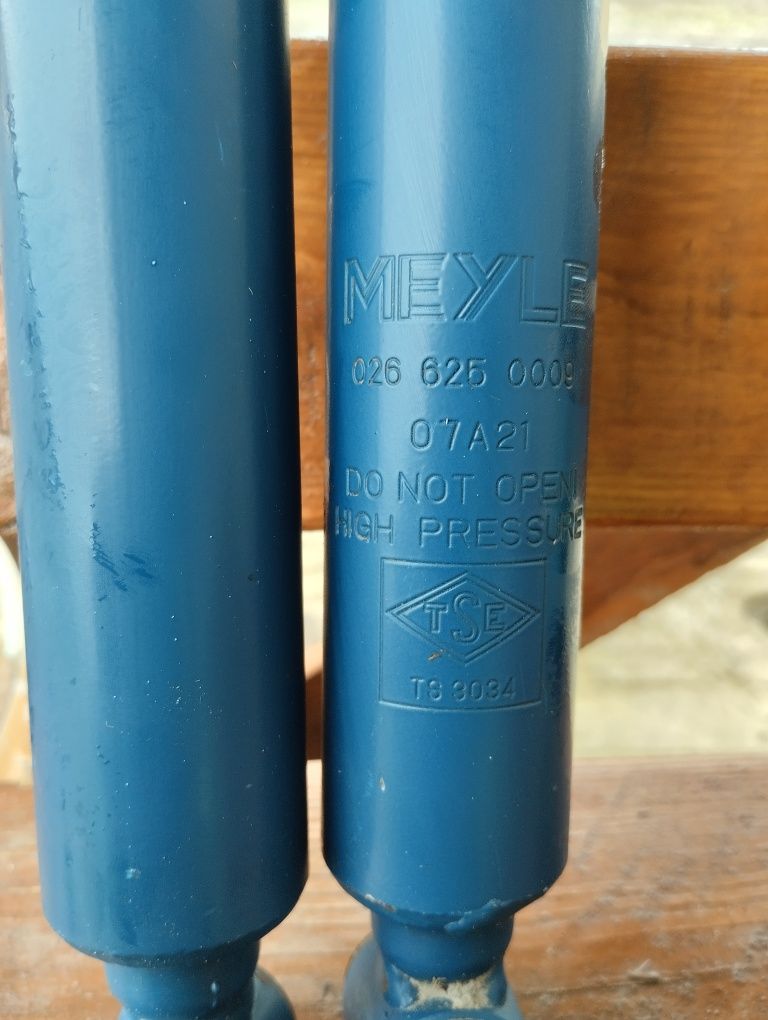 MEYLE
026 625 0009
07A21
DO NOT OPEN!
HIGH PRESSURE
TSE
TS 3034